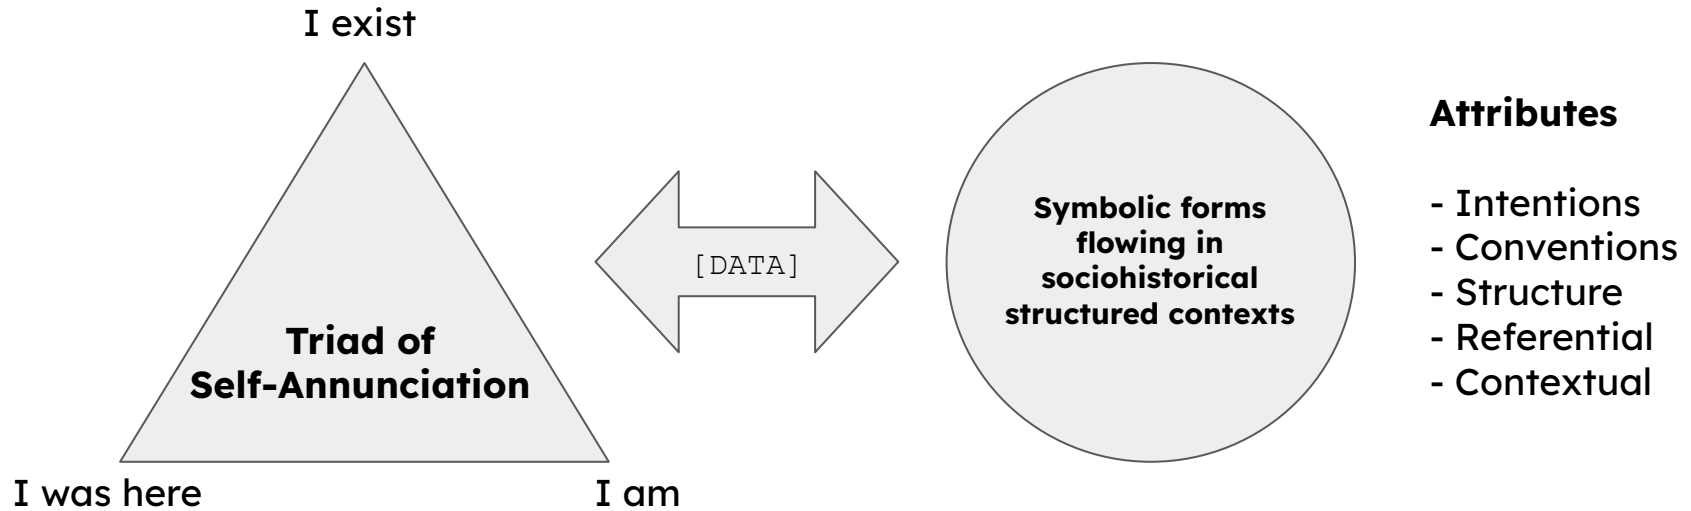 I exist
Triad of
Self-Annunciation
I was here
I am
[DATA]
Symbolic forms
flowing in
sociohistorical
structured contexts
Attributes
- Intentions
- Conventions
- Structure
- Referential
- Contextual